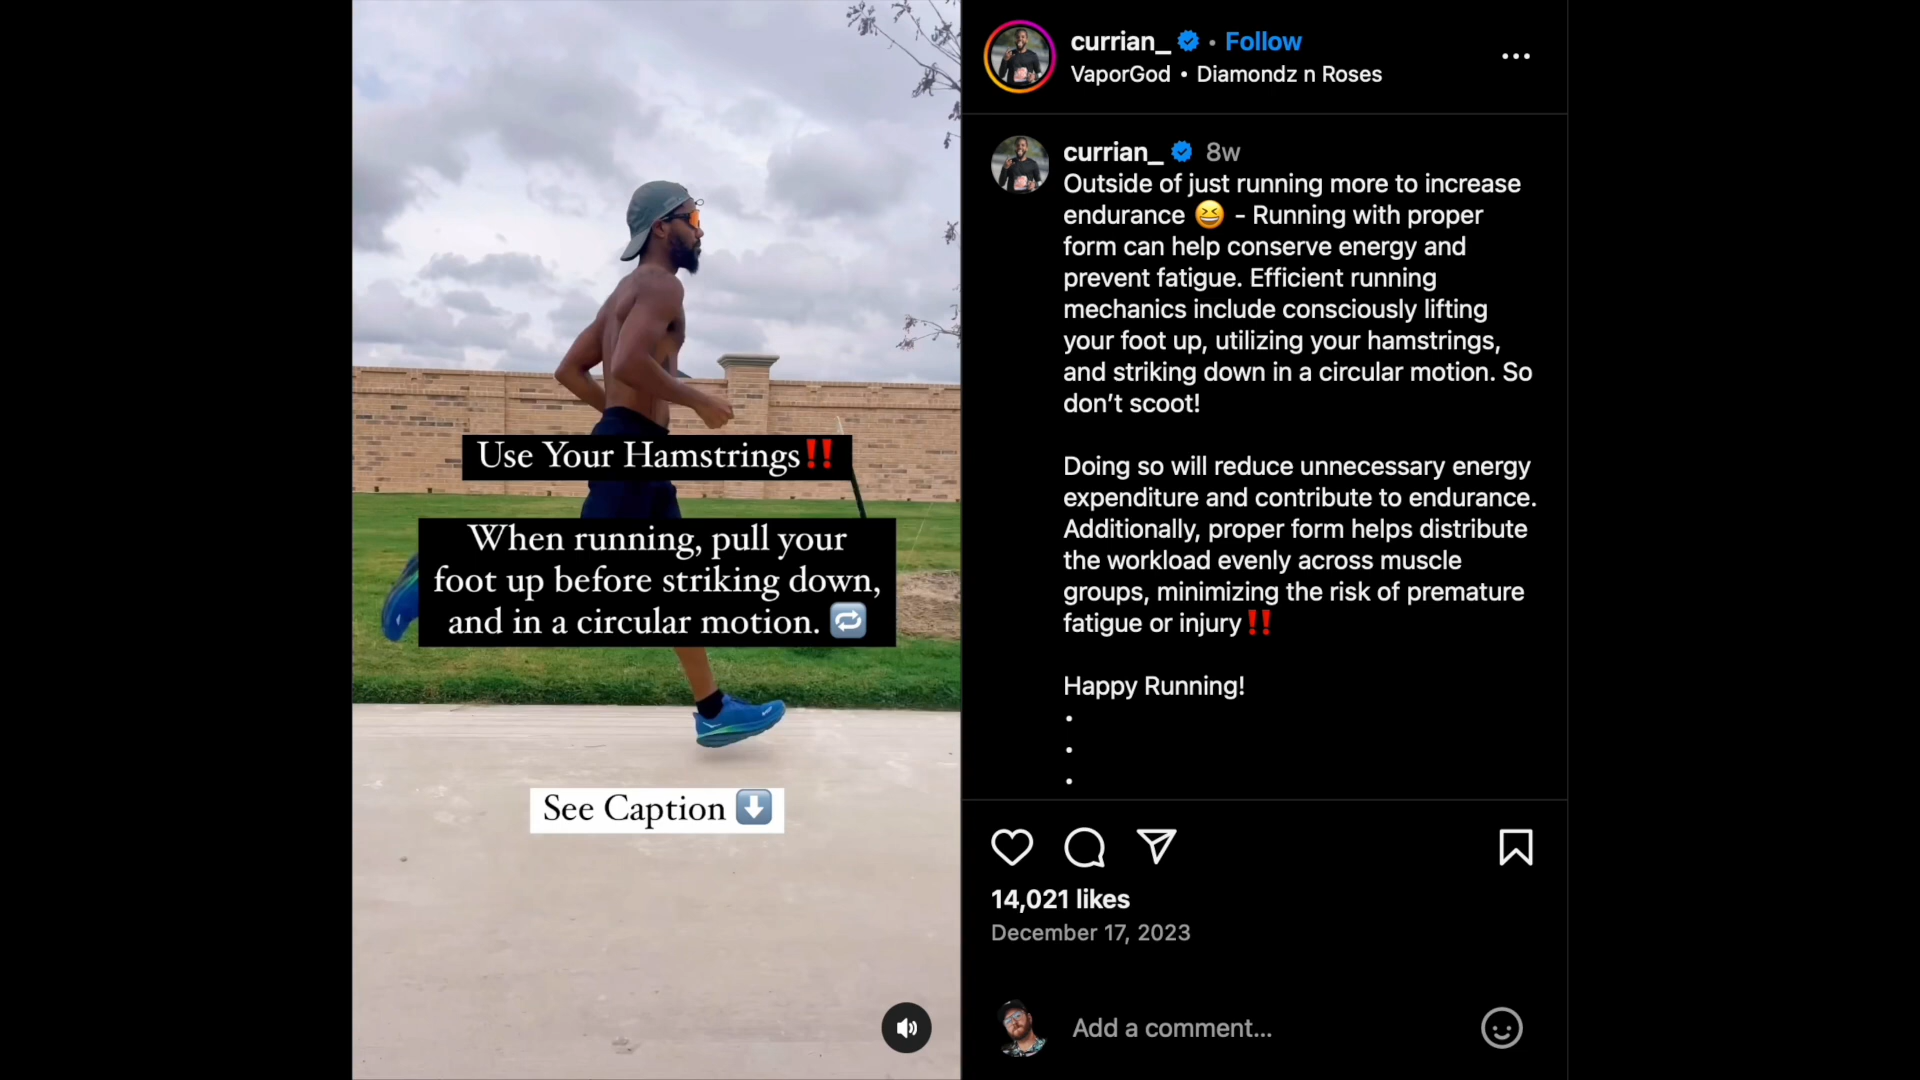 Use Your Hamstrings‼️
When running, pull your
foot up before striking down,
and in a circular motion. 🔁
See Caption ⬇️
currian_ • Follow
VaporGod • Diamondz n Roses
currian_ 8w
Outside of just running more to increase
endurance 😆 - Running with proper
form can help conserve energy and
prevent fatigue. Efficient running
mechanics include consciously lifting
your foot up, utilizing your hamstrings,
and striking down in a circular motion. So
don’t scoot!
Doing so will reduce unnecessary energy
expenditure and contribute to endurance.
Additionally, proper form helps distribute
the workload evenly across muscle
groups, minimizing the risk of premature
fatigue or injury‼️
Happy Running!
•
•
•
14,021 likes
December 17, 2023
Add a comment...